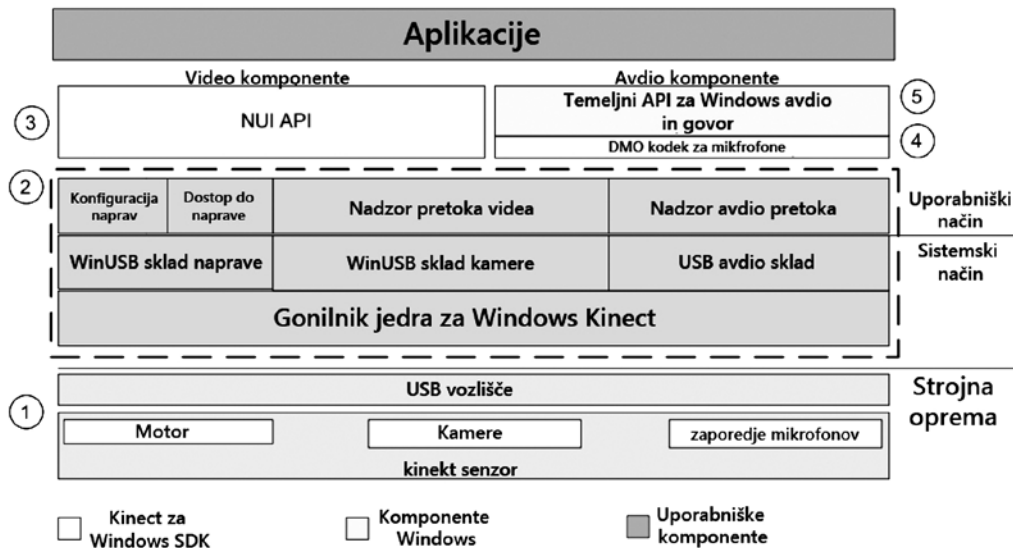 Aplikacije
Video komponente
Avdio komponente
3
NUI API
Temeljni API za Windows avdio
in govor
5
DMO kodek za mikfrofone
4
2
Konfiguracija
naprav
Dostop do
naprave
Nadzor pretoka videa
Nadzor avdio pretoka
Uporabniški
način
WinUSB sklad naprave
WinUSB sklad kamere
USB avdio sklad
Sistemski
način
Gonilnik jedra za Windows Kinect
USB vozlišče
Strojna
oprema
1
Motor
Kamere
zaporedje mikrofonov
kinekt senzor
Kinect za
Windows SDK
Komponente
Windows
Uporabniške
komponente